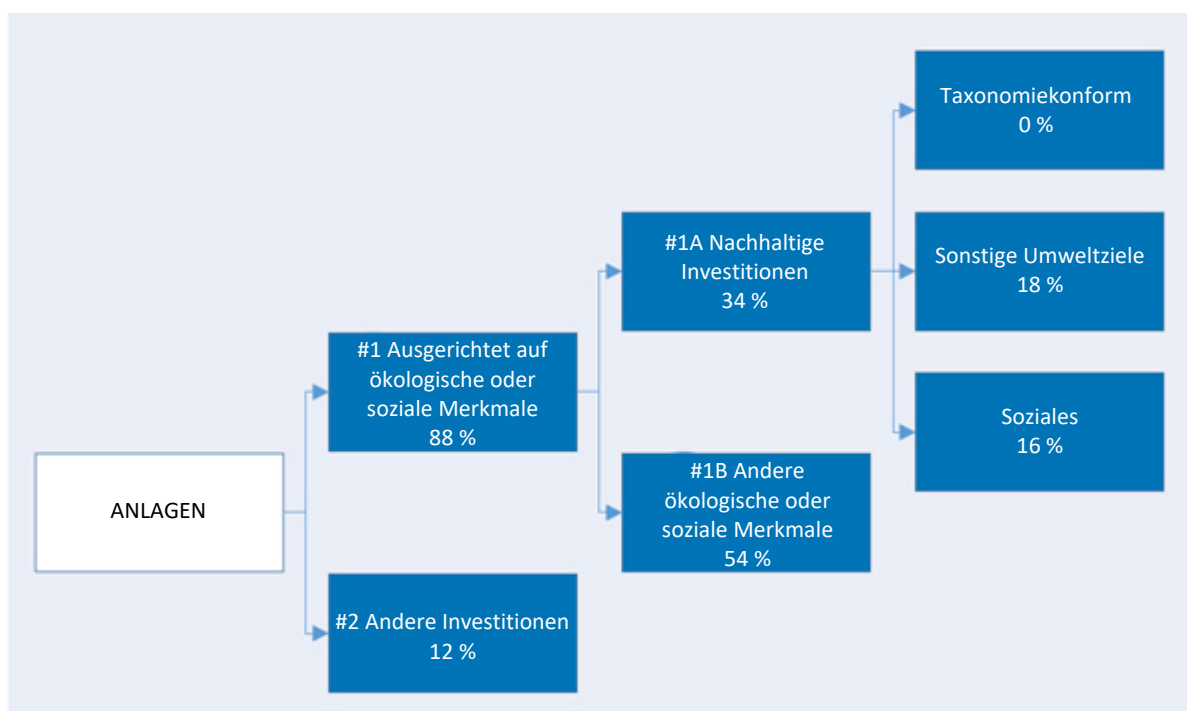 ANLAGEN
#1 Ausgerichtet auf
ökologische oder
soziale Merkmale
88 %
#2 Andere Investitionen
12 %
#1A Nachhaltige
Investitionen
34 %
#1B Andere
ökologische oder
soziale Merkmale
54 %
Taxonomiekonform
0 %
Sonstige Umweltziele
18 %
Soziales
16 %